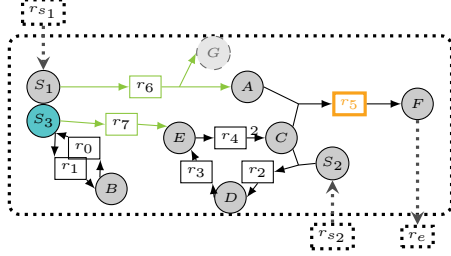 r_{s_1}
G
S_1 r_6 A
r_5 F
S_3 r_7 E r_4 2 C
r_0
r_1 B r_3 r_2 S_2
D
r_{s_2} r_e